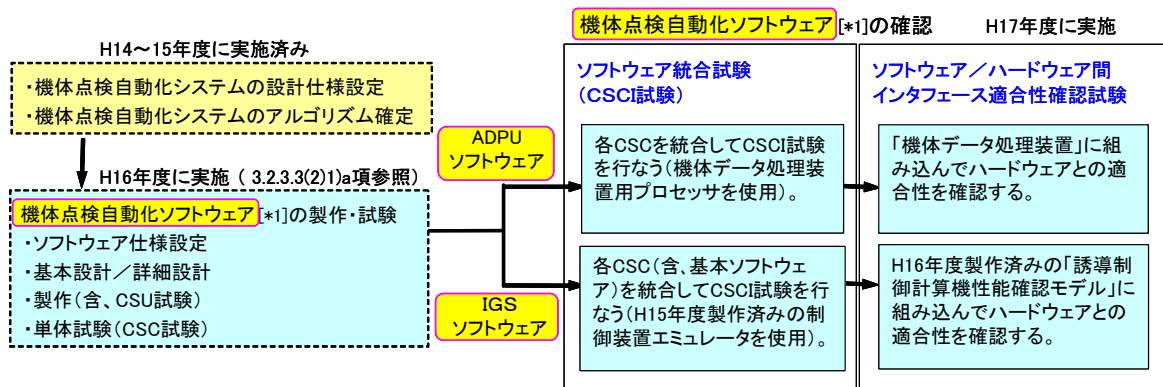 H14～15年度に実施済み
・機体点検自動化システムの設計仕様設定
・機体点検自動化システムのアルゴリズム確定
H16年度に実施（ 3.2.3.3(2)1)a項参照）
機体点検自動化ソフトウェア[*1]の製作・試験
・ソフトウェア仕様設定
・基本設計／詳細設計
・製作（含、CSU試験）
・単体試験（CSC試験）
ADPU
ソフトウェア
IGS
ソフトウェア
機体点検自動化ソフトウェア[*1]の確認
H17年度に実施
ソフトウェア統合試験
（CSCI試験）
各CSCを統合してCSCI試験
を行なう（機体データ処理装
置用プロセッサを使用）。
各CSC（含、基本ソフトウェ
ア）を統合してCSCI試験を行
なう（H15年度製作済みの制
御装置エミュレータを使用）。
ソフトウェア／ハードウェア間
インタフェース適合性確認試験
「機体データ処理装置」に組
み込んでハードウェアとの適
合性を確認する。
H16年度製作済みの「誘導制
御計算機性能確認モデル」に
組み込んでハードウェアとの
適合性を確認する。